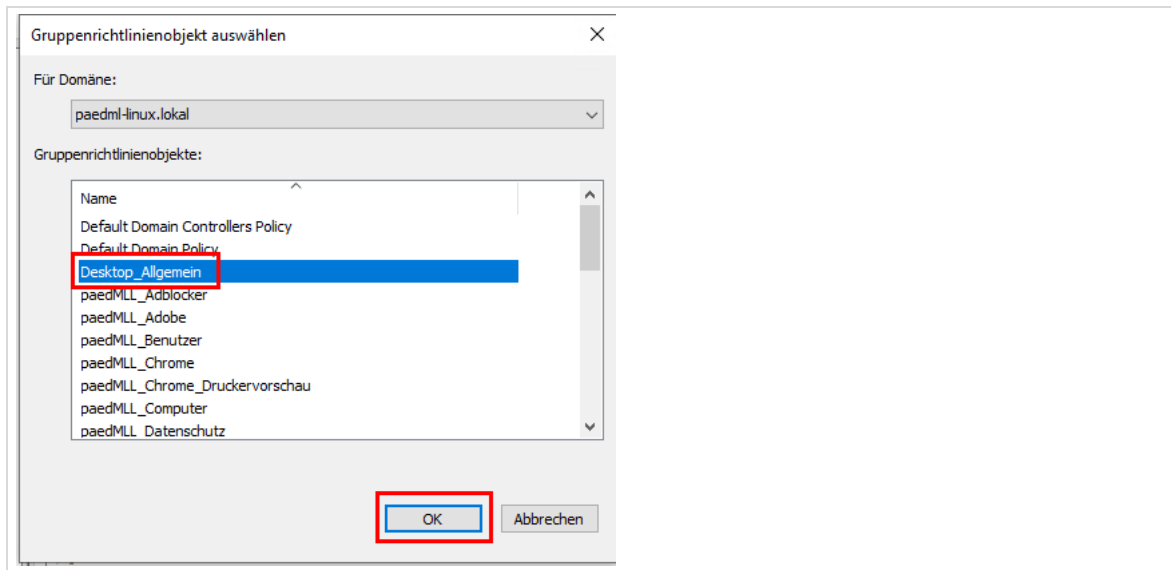 Gruppenrichtlinienobjekt auswählen
Für Domäne:
paedml-linux.lokal
Gruppenrichtlinienobjekte:
Name
Default Domain Controllers Policy
Default Domain Policy
Desktop_Allgemein
paedMLL_Adblocker
paedMLL_Adobe
paedMLL_Benutzer
paedMLL_Chrome
paedMLL_Chrome_Druckervorschau
paedMLL_Computer
paedMLL_Datenschutz
OK Abbrechen